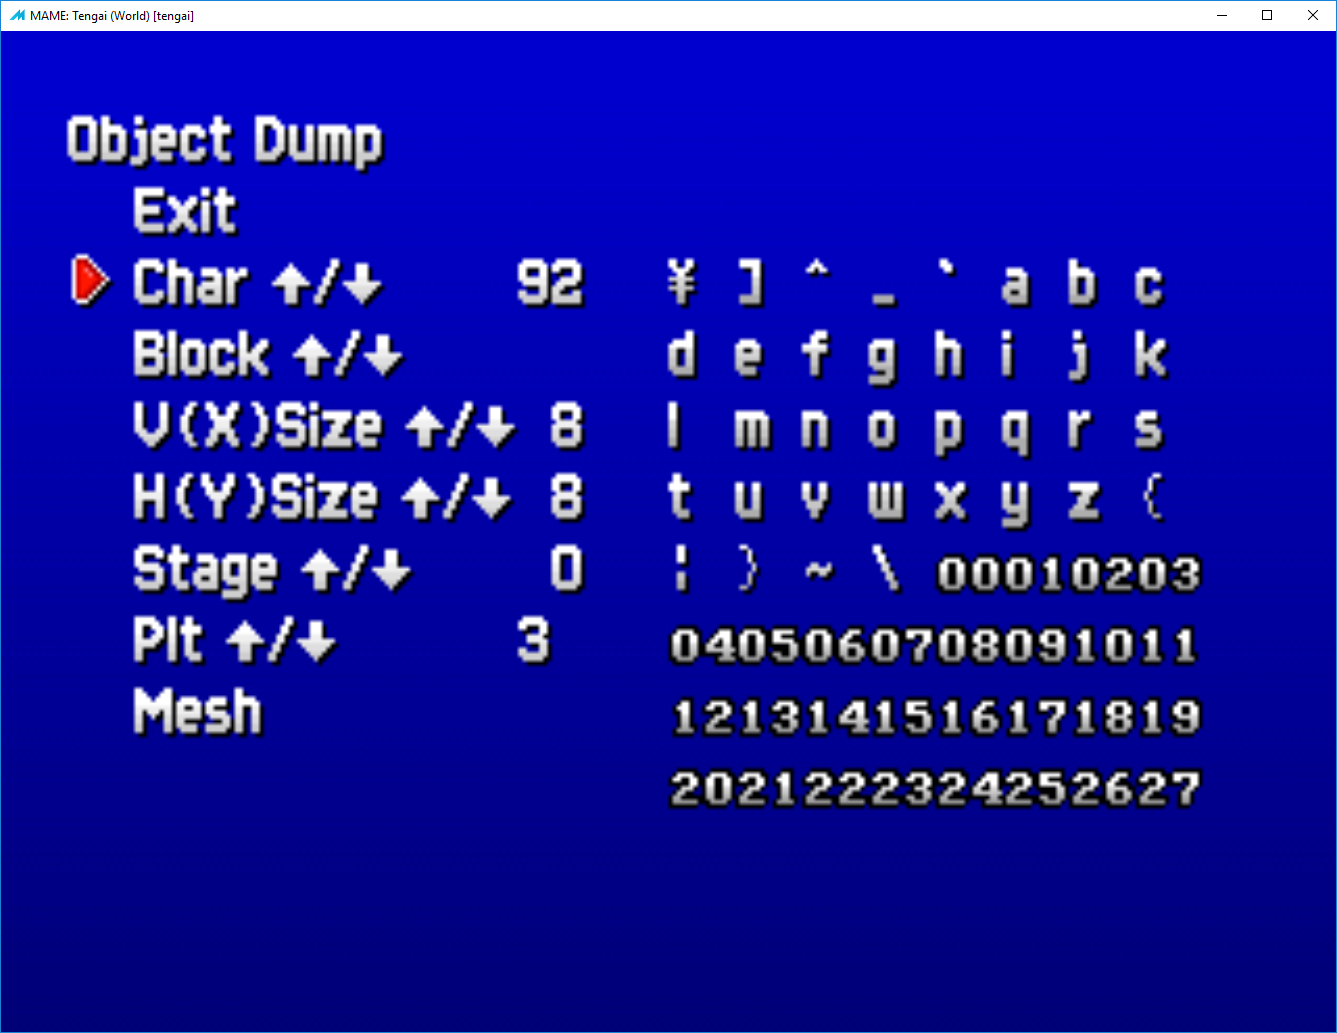 MAME: Tengai (World) [tengai]
Object Dump
Exit
Char ↑/↓ 92 ¥ ] ^ _ ` a b c
Block ↑/↓ d e f g h i j k
V(X)Size ↑/↓ 8 l m n o p q r s
H(Y)Size ↑/↓ 8 t u v w x y z {
Stage ↑/↓ 0 ¦ } ~ \ 00010203
Plt ↑/↓ 3 0405060708091011
Mesh 1213141516171819
2021222324252627